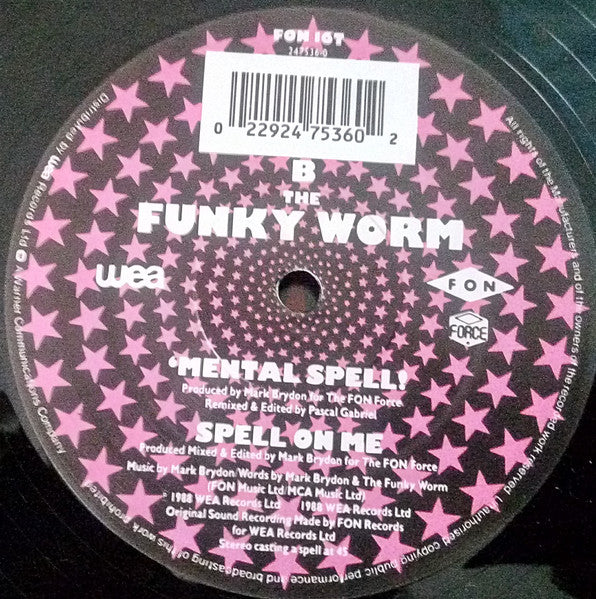 FON 16T
247536-0
0 22924 75360 2
B
THE
FUNKY WORM
wea
FON
FORCE
'MENTAL SPELL!
Produced by Mark Brydon for The FON Force
Remixed & Edited by Pascal Gabriel
SPELL ON ME
Produced Mixed & Edited by Mark Brydon for The FON Force
Music by Mark Brydon/Words by Mark Brydon & The Funky Worm
(FON Music Ltd/MCA Music Ltd)
℗ 1988 WEA Records Ltd 1988 WEA Records Ltd
Original Sound Recording Made by FON Records
for WEA Records Ltd
Stereo casting a spell at 45
Distributed by wea Records Ltd. A Warner Communications Company
All rights of the Manufacturers and of the owners of the recorded work reserved. Unauthorised copying public performance and broadcasting of this work Prohibited